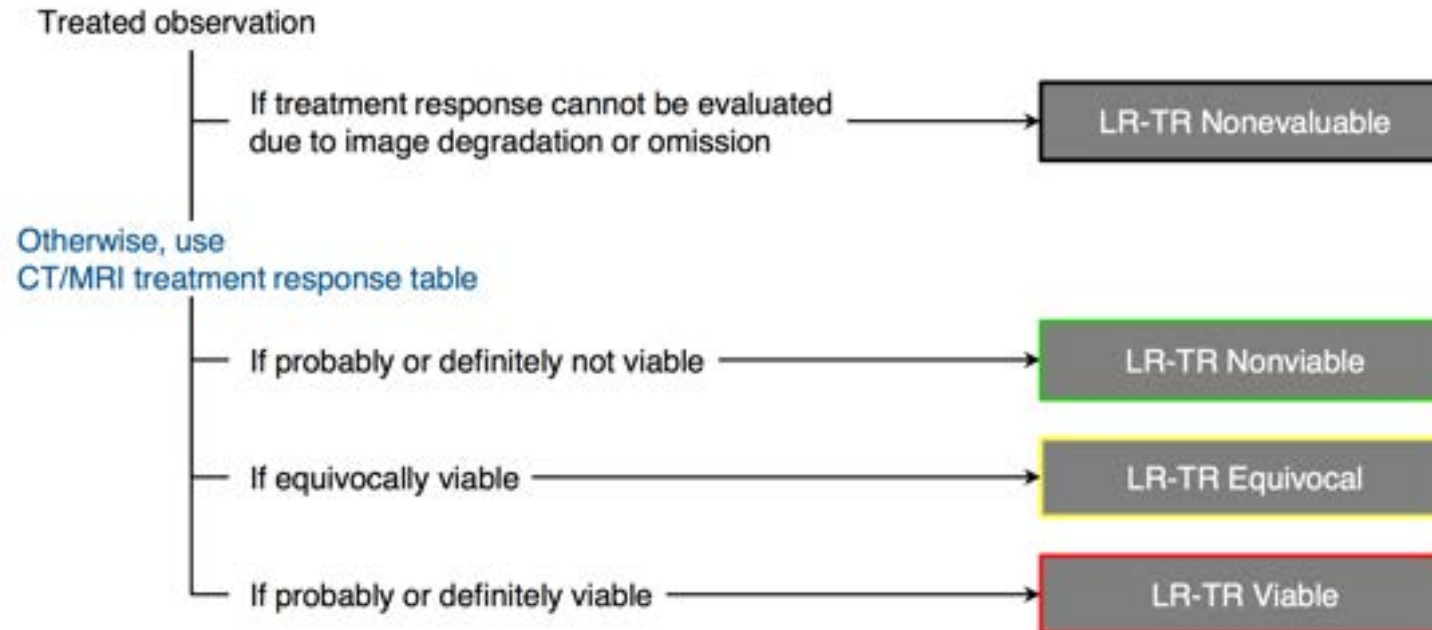 Treated observation
If treatment response cannot be evaluated
due to image degradation or omission
LR-TR Nonevaluable
Otherwise, use
CT/MRI treatment response table
If probably or definitely not viable
LR-TR Nonviable
If equivocally viable
LR-TR Equivocal
If probably or definitely viable
LR-TR Viable